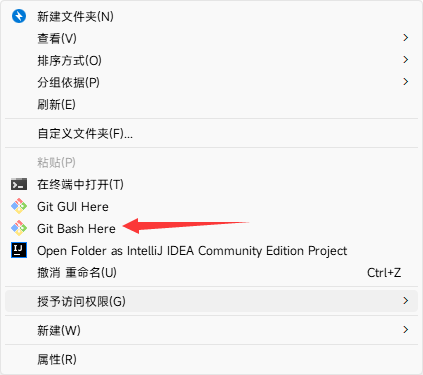 新建文件夹(N)
查看(V)
排序方式(O)
分组依据(P)
刷新(E)
自定义文件夹(F)...
粘贴(P)
在终端中打开(T)
Git GUI Here
Git Bash Here
Open Folder as IntelliJ IDEA Community Edition Project
撤消 重命名(U) Ctrl+Z
授予访问权限(G)
新建(W)
属性(R)